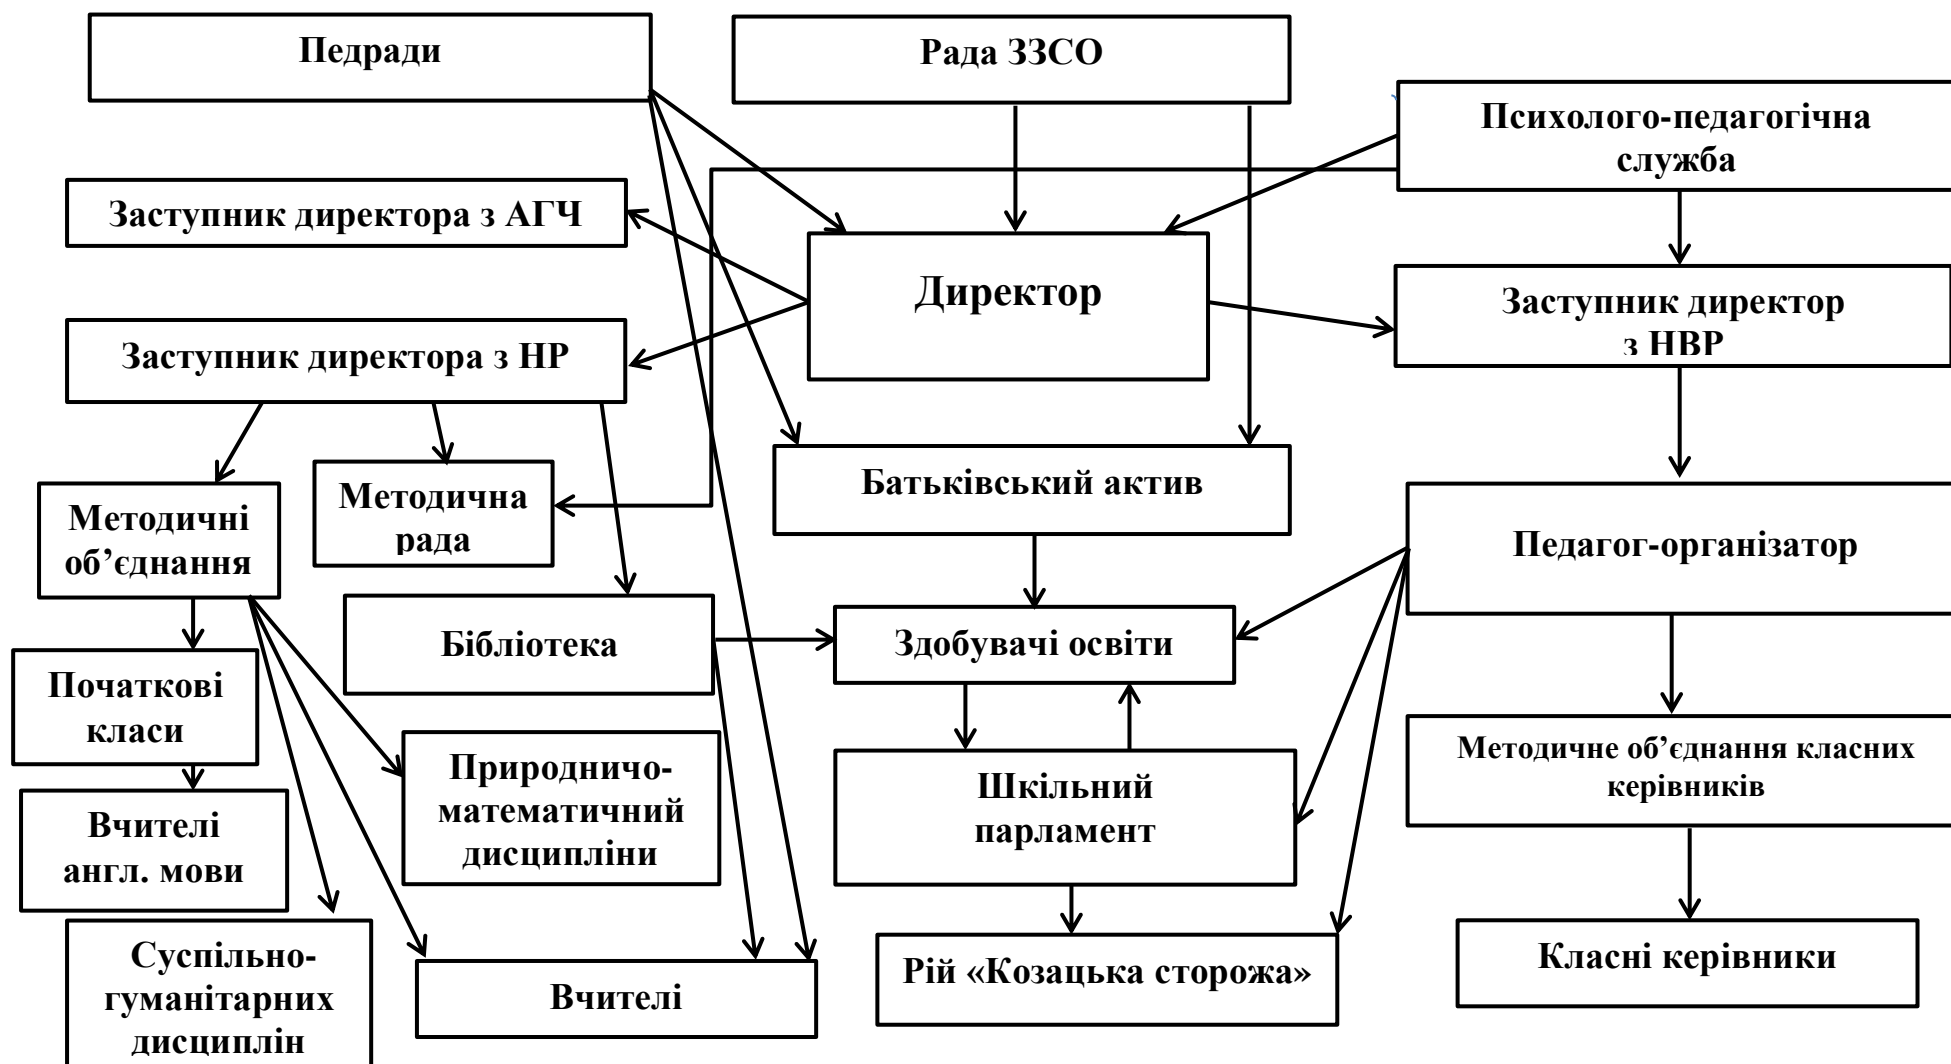 Педради
Рада ЗЗСО
Психолого-педагогічна
служба
Заступник директора з АГЧ
Директор
Заступник директор
з НВР
Заступник директора з НР
Методична
рада
Батьківський актив
Методичні
об’єднання
Педагог-організатор
Бібліотека
Здобувачі освіти
Початкові
класи
Природничо-
математичний
дисципліни
Шкільний
парламент
Методичне об’єднання класних
керівників
Вчителі
англ. мови
Суспільно-
гуманітарних
дисциплін
Вчителі
Рій «Козацька сторожа»
Класні керівники